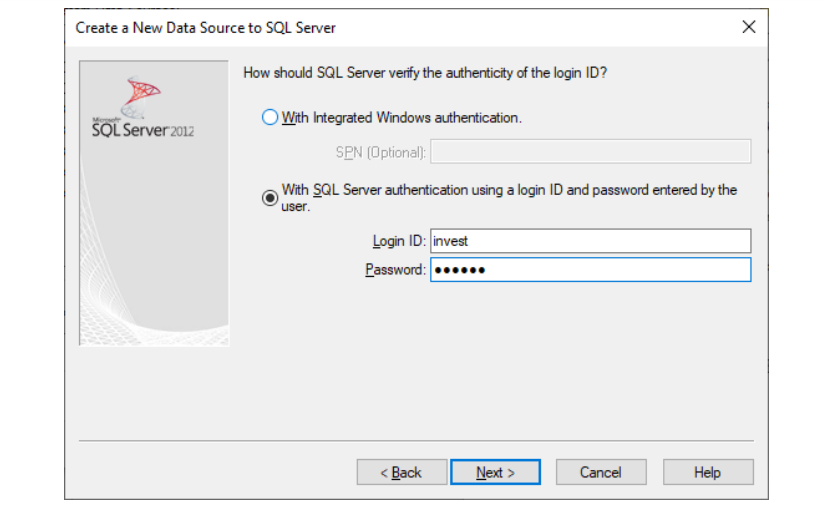 Create a New Data Source to SQL Server
How should SQL Server verify the authenticity of the login ID?
Microsoft
SQL Server 2012
With Integrated Windows authentication.
SPN (Optional):
With SQL Server authentication using a login ID and password entered by the
user.
Login ID: invest
Password: ●●●●●●
< Back
Next >
Cancel
Help